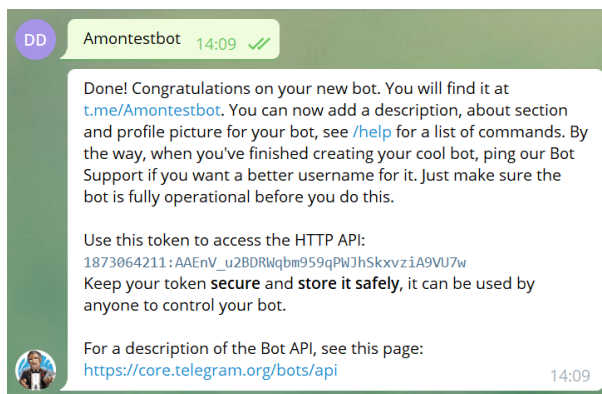 DD
Amontestbot 14:09
Done! Congratulations on your new bot. You will find it at
t.me/Amontestbot. You can now add a description, about section
and profile picture for your bot, see /help for a list of commands. By
the way, when you've finished creating your cool bot, ping our Bot
Support if you want a better username for it. Just make sure the
bot is fully operational before you do this.
Use this token to access the HTTP API:
1873064211:AAEnV_u2BDRWqbm959qPWJhSkxvziA9VU7w
Keep your token secure and store it safely, it can be used by
anyone to control your bot.
For a description of the Bot API, see this page:
https://core.telegram.org/bots/api 14:09